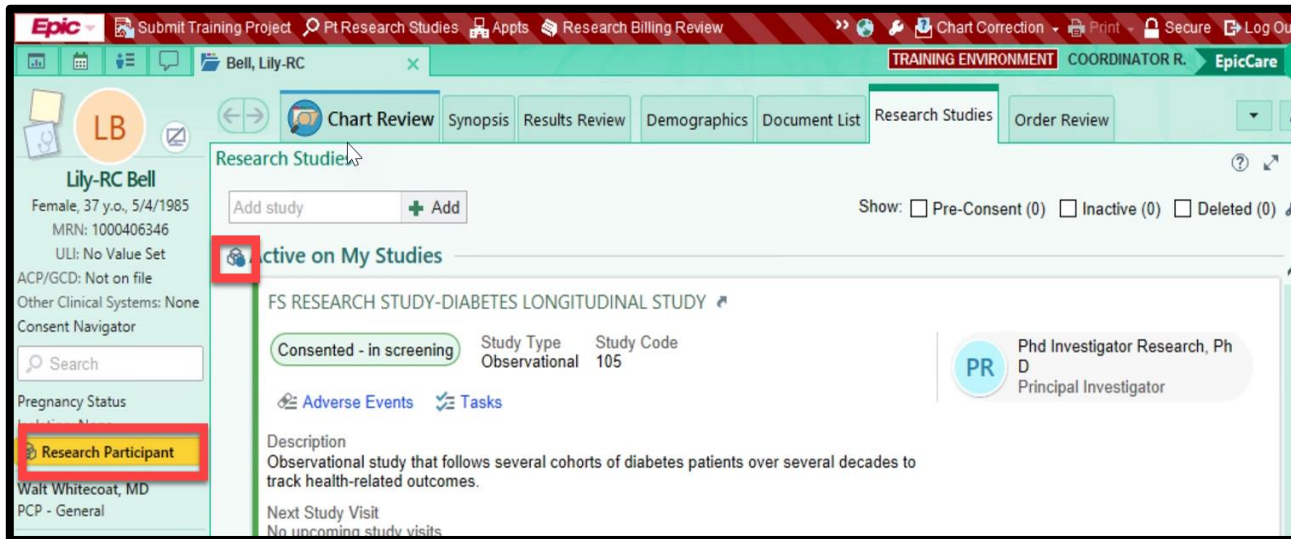 Epic Submit Training Project Pt Research Studies Appts Research Billing Review Chart Correction Print Secure Log Ou
Bell, Lily-RC TRAINING ENVIRONMENT COORDINATOR R. EpicCare
LB
Chart Review Synopsis Results Review Demographics Document List Research Studies Order Review
Lily-RC Bell
Female, 37 y.o., 5/4/1985
MRN: 1000406346
ULI: No Value Set
ACP/GCD: Not on file
Other Clinical Systems: None
Consent Navigator
Search
Pregnancy Status
Research Participant
Walt Whitecoat, MD
PCP - General
Research Studies
Add study Add
Show: Pre-Consent (0) Inactive (0) Deleted (0)
Active on My Studies
FS RESEARCH STUDY-DIABETES LONGITUDINAL STUDY
Consented - in screening
Study Type Study Code
Observational 105
PR
Phd Investigator Research, Ph
D
Principal Investigator
Adverse Events Tasks
Description
Observational study that follows several cohorts of diabetes patients over several decades to
track health-related outcomes.
Next Study Visit
No upcoming study visits